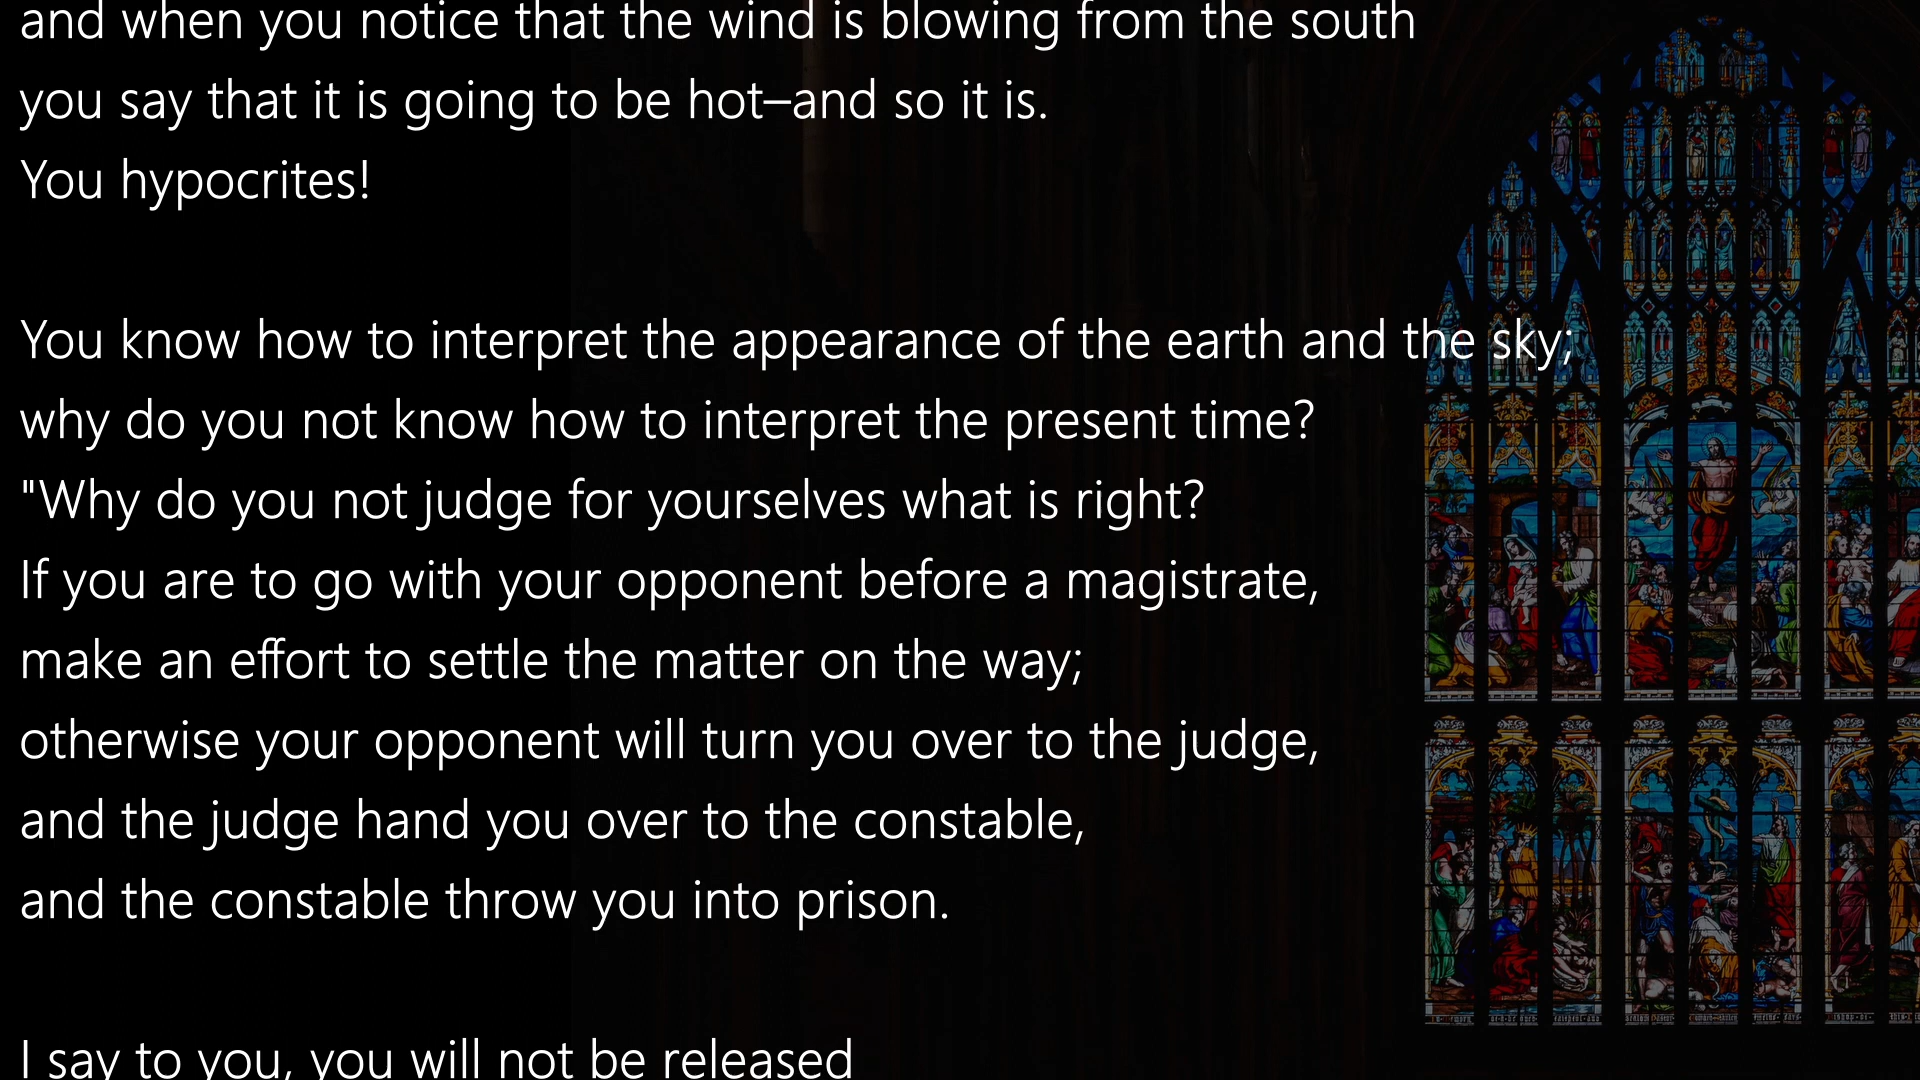 and when you notice that the wind is blowing from the south
you say that it is going to be hot–and so it is.
You hypocrites!
You know how to interpret the appearance of the earth and the sky;
why do you not know how to interpret the present time?
"Why do you not judge for yourselves what is right?
If you are to go with your opponent before a magistrate,
make an effort to settle the matter on the way;
otherwise your opponent will turn you over to the judge,
and the judge hand you over to the constable,
and the constable throw you into prison.
I say to you, you will not be released